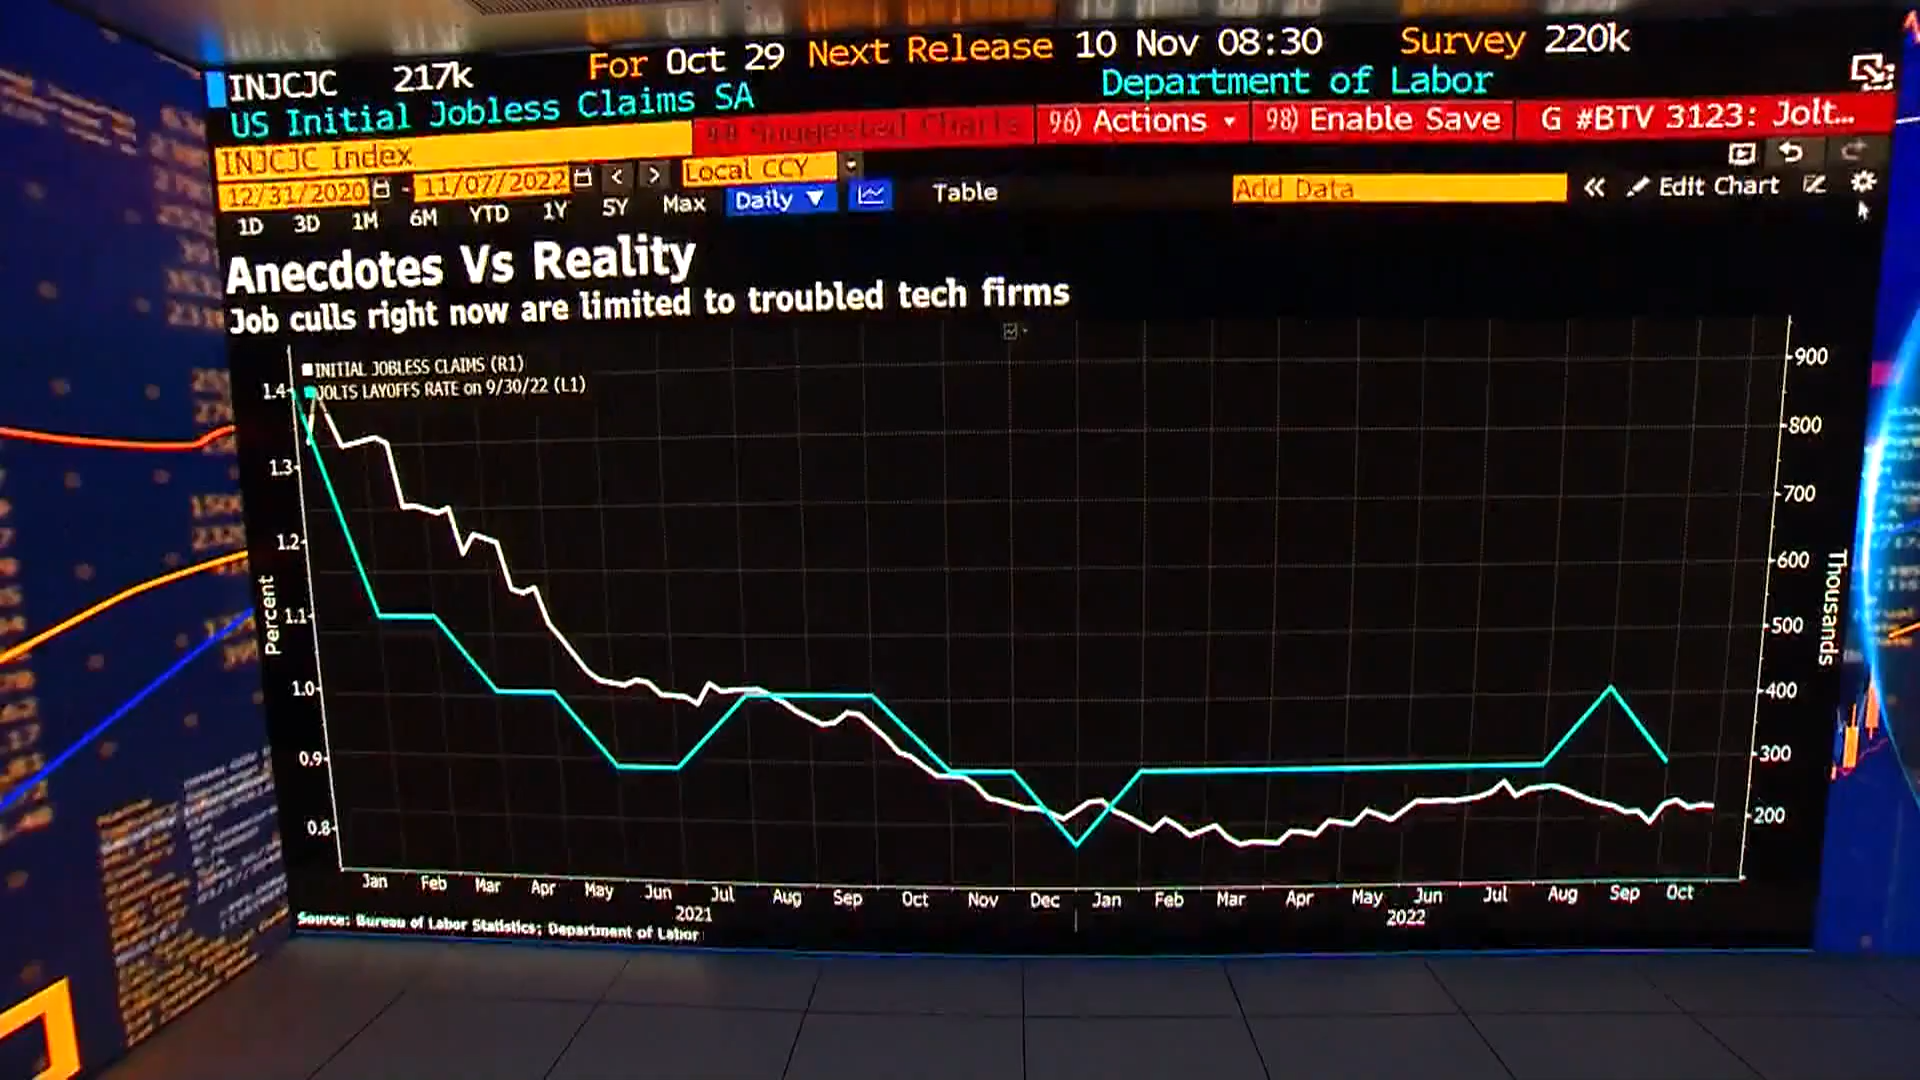 INJCJC 217k For Oct 29 Next Release 10 Nov 08:30 Survey 220k
US Initial Jobless Claims SA Department of Labor
INJCJC Index 94) Suggested Charts 96) Actions 98) Enable Save G #BTV 3123: Jolt...
12/31/2020 - 11/07/2022 < > Local CCY
1D 3D 1M 6M YTD 1Y 5Y Max Daily ▼ Table Add Data « Edit Chart
Anecdotes Vs Reality
Job culls right now are limited to troubled tech firms
INITIAL JOBLESS CLAIMS (R1)
JOLTS LAYOFFS RATE on 9/30/22 (L1)
1.4
1.3
1.2
1.1
1.0
0.9
0.8
Percent
900
800
700
600
500
400
300
200
Thousands
Jan Feb Mar Apr May Jun Jul Aug Sep Oct Nov Dec Jan Feb Mar Apr May Jun Jul Aug Sep Oct
2021 2022
Source: Bureau of Labor Statistics; Department of Labor